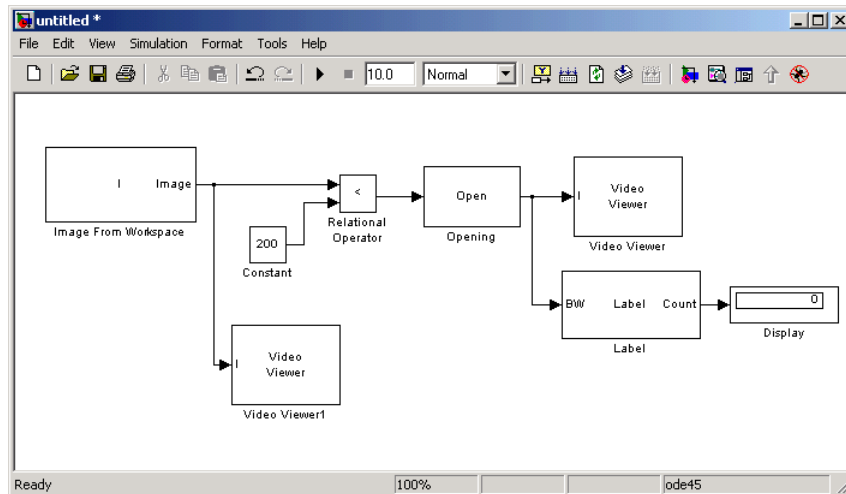 untitled *
File Edit View Simulation Format Tools Help
10.0 Normal
I Image
Image From Workspace
<
Relational
Operator
200
Constant
Open
Opening
I Video
Viewer
Video Viewer
BW Label Count
Label
0
Display
I Video
Viewer
Video Viewer1
Ready 100% ode45